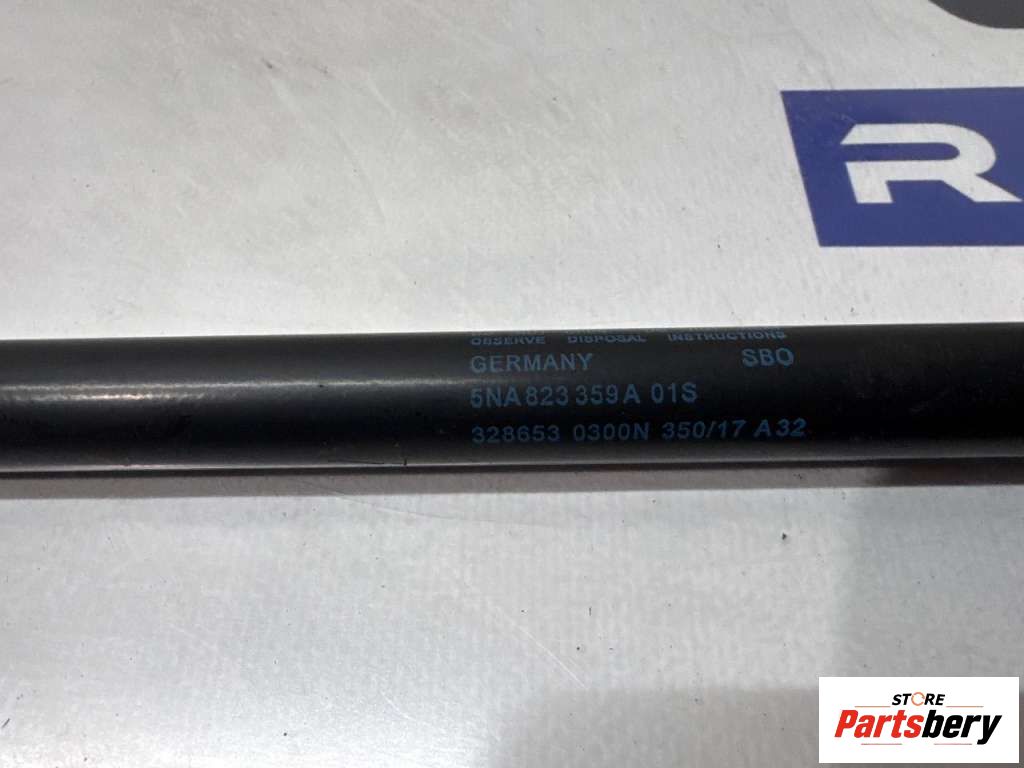 R
OBSERVE DISPOSAL INSTRUCTIONS
GERMANY SBO
5NA 823 359 A 01S
328653 0300N 350/17 A32
STORE
Partsbery